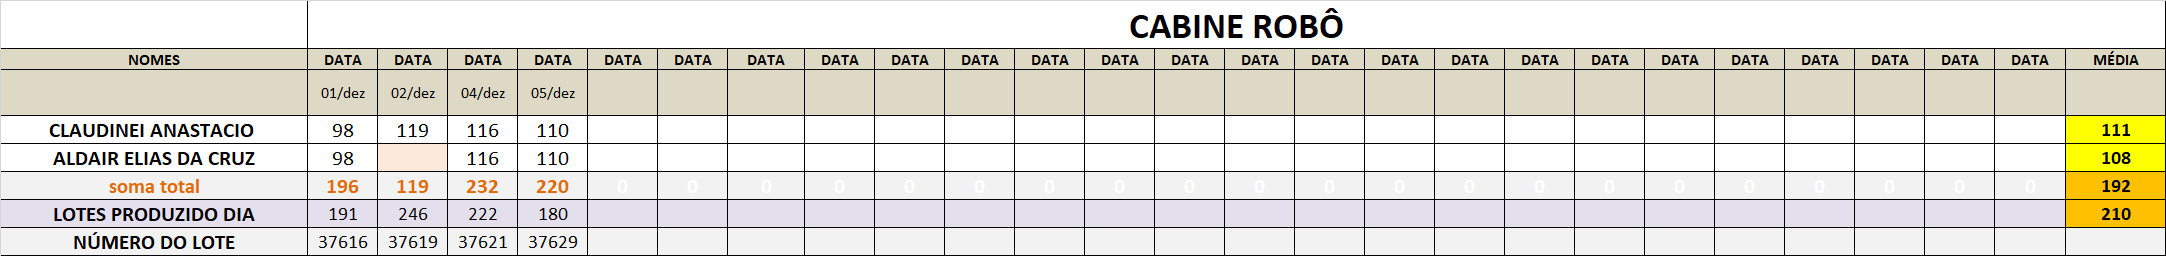 CABINE ROBÔ
NOMES DATA DATA DATA DATA DATA DATA DATA DATA DATA DATA DATA DATA DATA DATA DATA DATA DATA DATA DATA DATA DATA DATA DATA DATA DATA MÉDIA
01/dez 02/dez 04/dez 05/dez
CLAUDINEI ANASTACIO 98 119 116 110 111
ALDAIR ELIAS DA CRUZ 98 116 110 108
soma total 196 119 232 220 0 0 0 0 0 0 0 0 0 0 0 0 0 0 0 0 0 0 0 0 0 192
LOTES PRODUZIDO DIA 191 246 222 180 210
NÚMERO DO LOTE 37616 37619 37621 37629